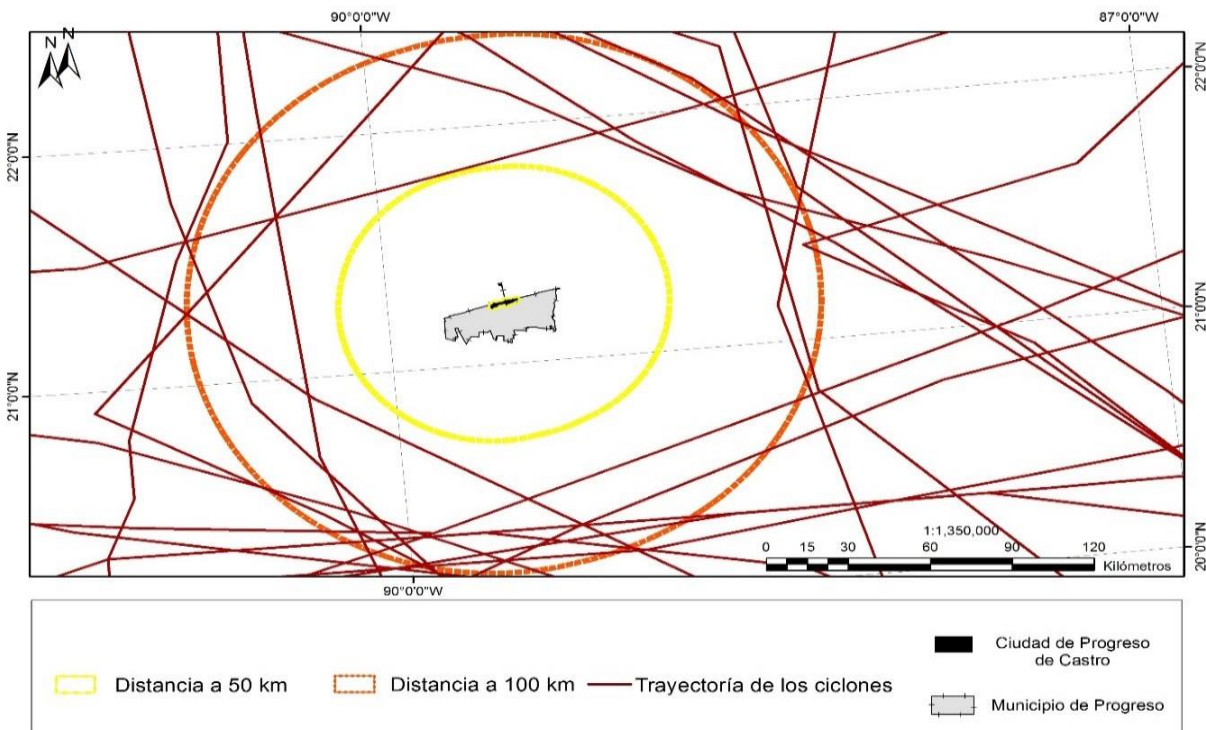 90°0'0"W
87°0'0"W
N
N
22°0'0"N
22°0'0"N
21°0'0"N
21°0'0"N
20°0'0"N
1:1,350,000
0 15 30 60 90 120
Kilómetros
90°0'0"W
Distancia a 50 km
Distancia a 100 km
Trayectoría de los ciclones
Ciudad de Progreso
de Castro
Municipio de Progreso